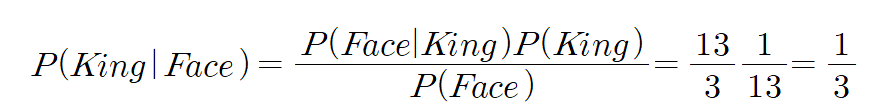 P(King|Face) = P(Face|King)P(King) / P(Face) = 13/3 1/13 = 1/3